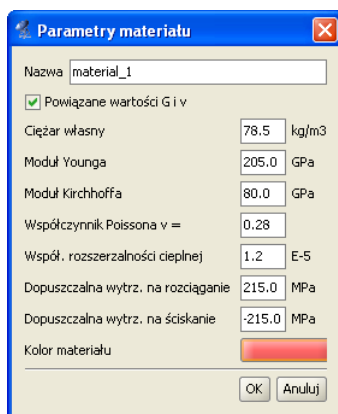 Parametry materiału
Nazwa material_1
Powiązane wartości G i v
Ciężar własny 78.5 kg/m3
Moduł Younga 205.0 GPa
Moduł Kirchhoffa 80.0 GPa
Współczynnik Poissona v = 0.28
Współ. rozszerzalności cieplnej 1.2 E-5
Dopuszczalna wytrz. na rozciąganie 215.0 MPa
Dopuszczalna wytrz. na ściskanie -215.0 MPa
Kolor materiału
OK Anuluj